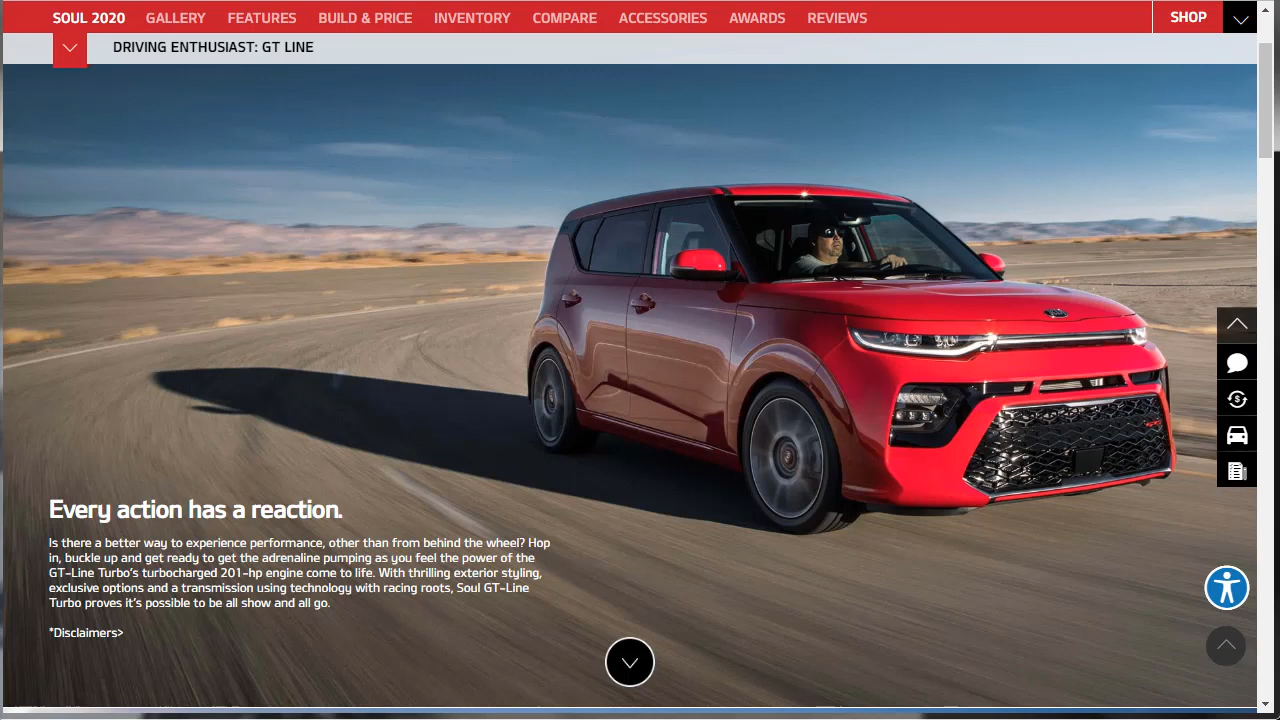 SOUL 2020 GALLERY FEATURES BUILD & PRICE INVENTORY COMPARE ACCESSORIES AWARDS REVIEWS SHOP
DRIVING ENTHUSIAST: GT LINE
Every action has a reaction.
Is there a better way to experience performance, other than from behind the wheel? Hop
in, buckle up and get ready to get the adrenaline pumping as you feel the power of the
GT-Line Turbo's turbocharged 201-hp engine come to life. With thrilling exterior styling,
exclusive options and a transmission using technology with racing roots, Soul GT-Line
Turbo proves it's possible to be all show and all go.
*Disclaimers>